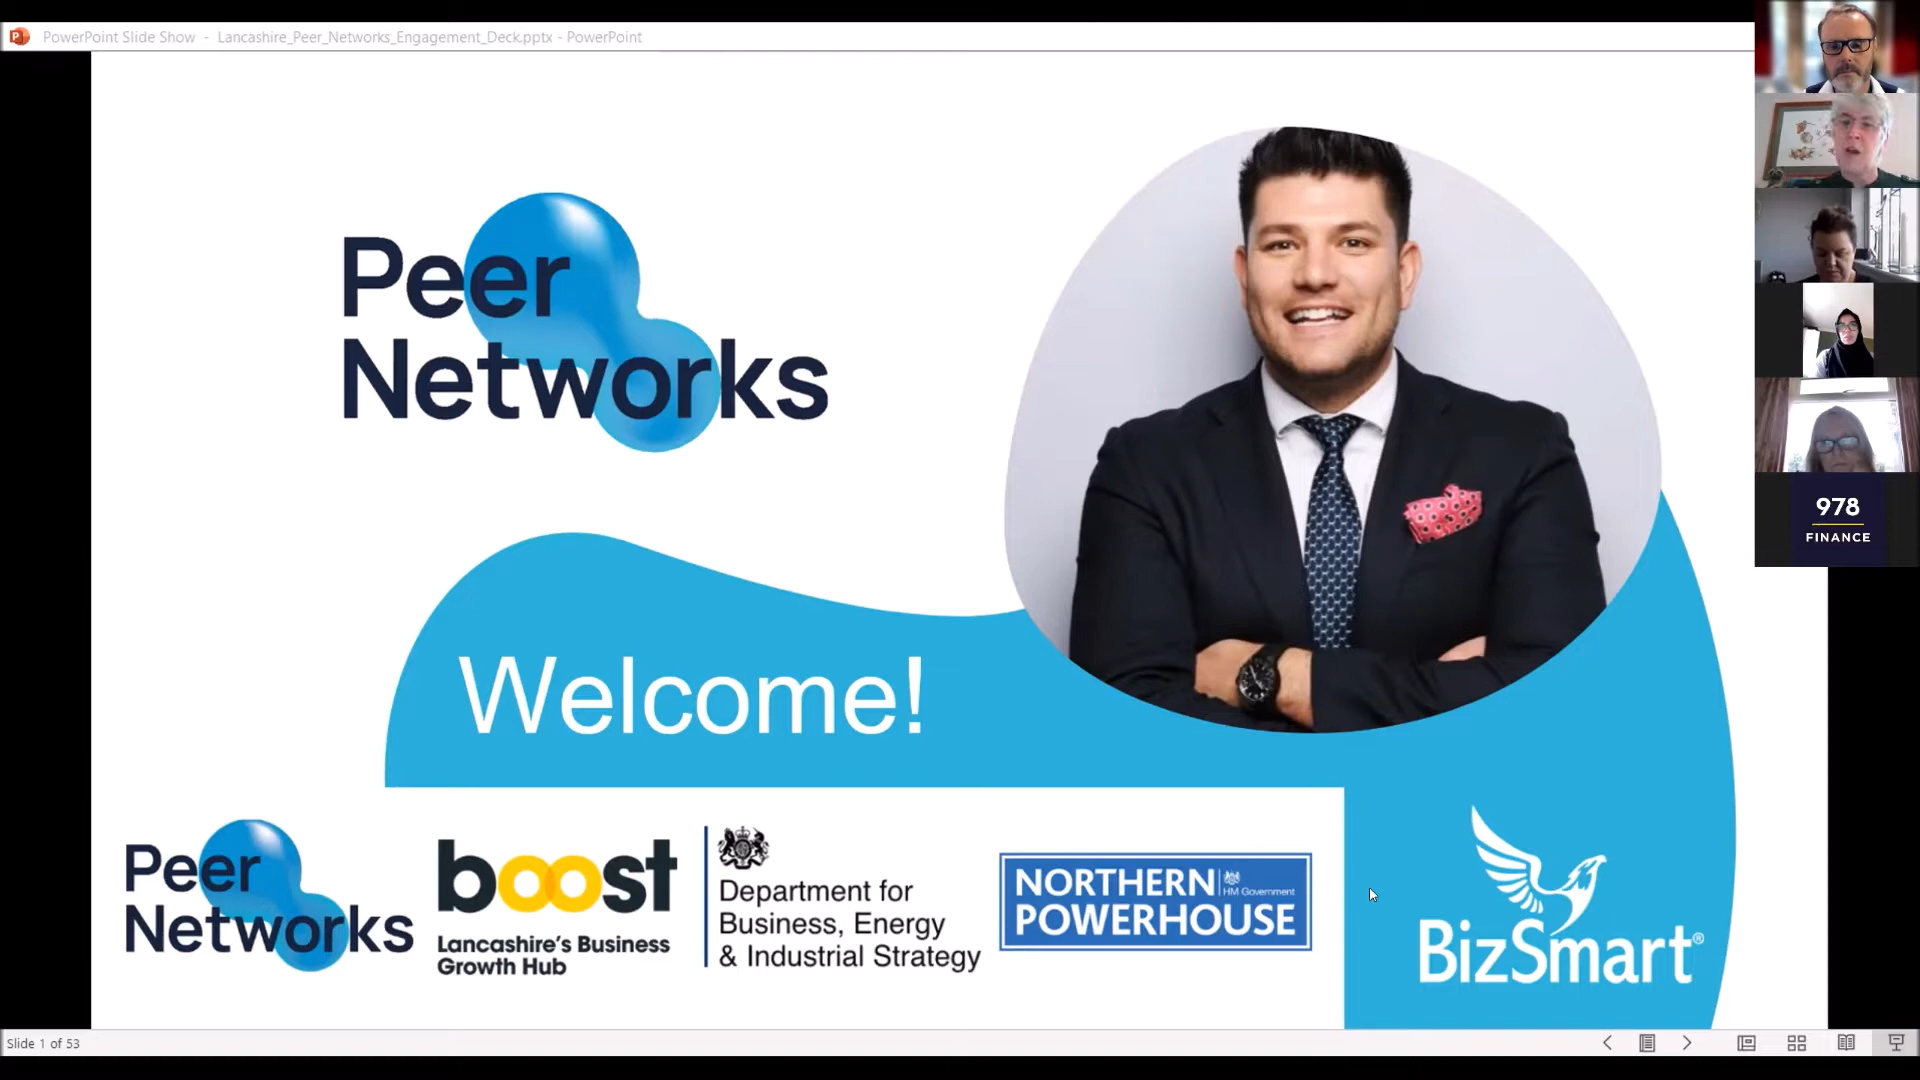 PowerPoint Slide Show - Lancashire_Peer_Networks_Engagement_Deck.pptx - PowerPoint
Peer
Networks
Welcome!
Peer
Networks
boost
Lancashire's Business
Growth Hub
Department for
Business, Energy
& Industrial Strategy
NORTHERN
HM Government
POWERHOUSE
BizSmart®
978
FINANCE
Slide 1 of 53